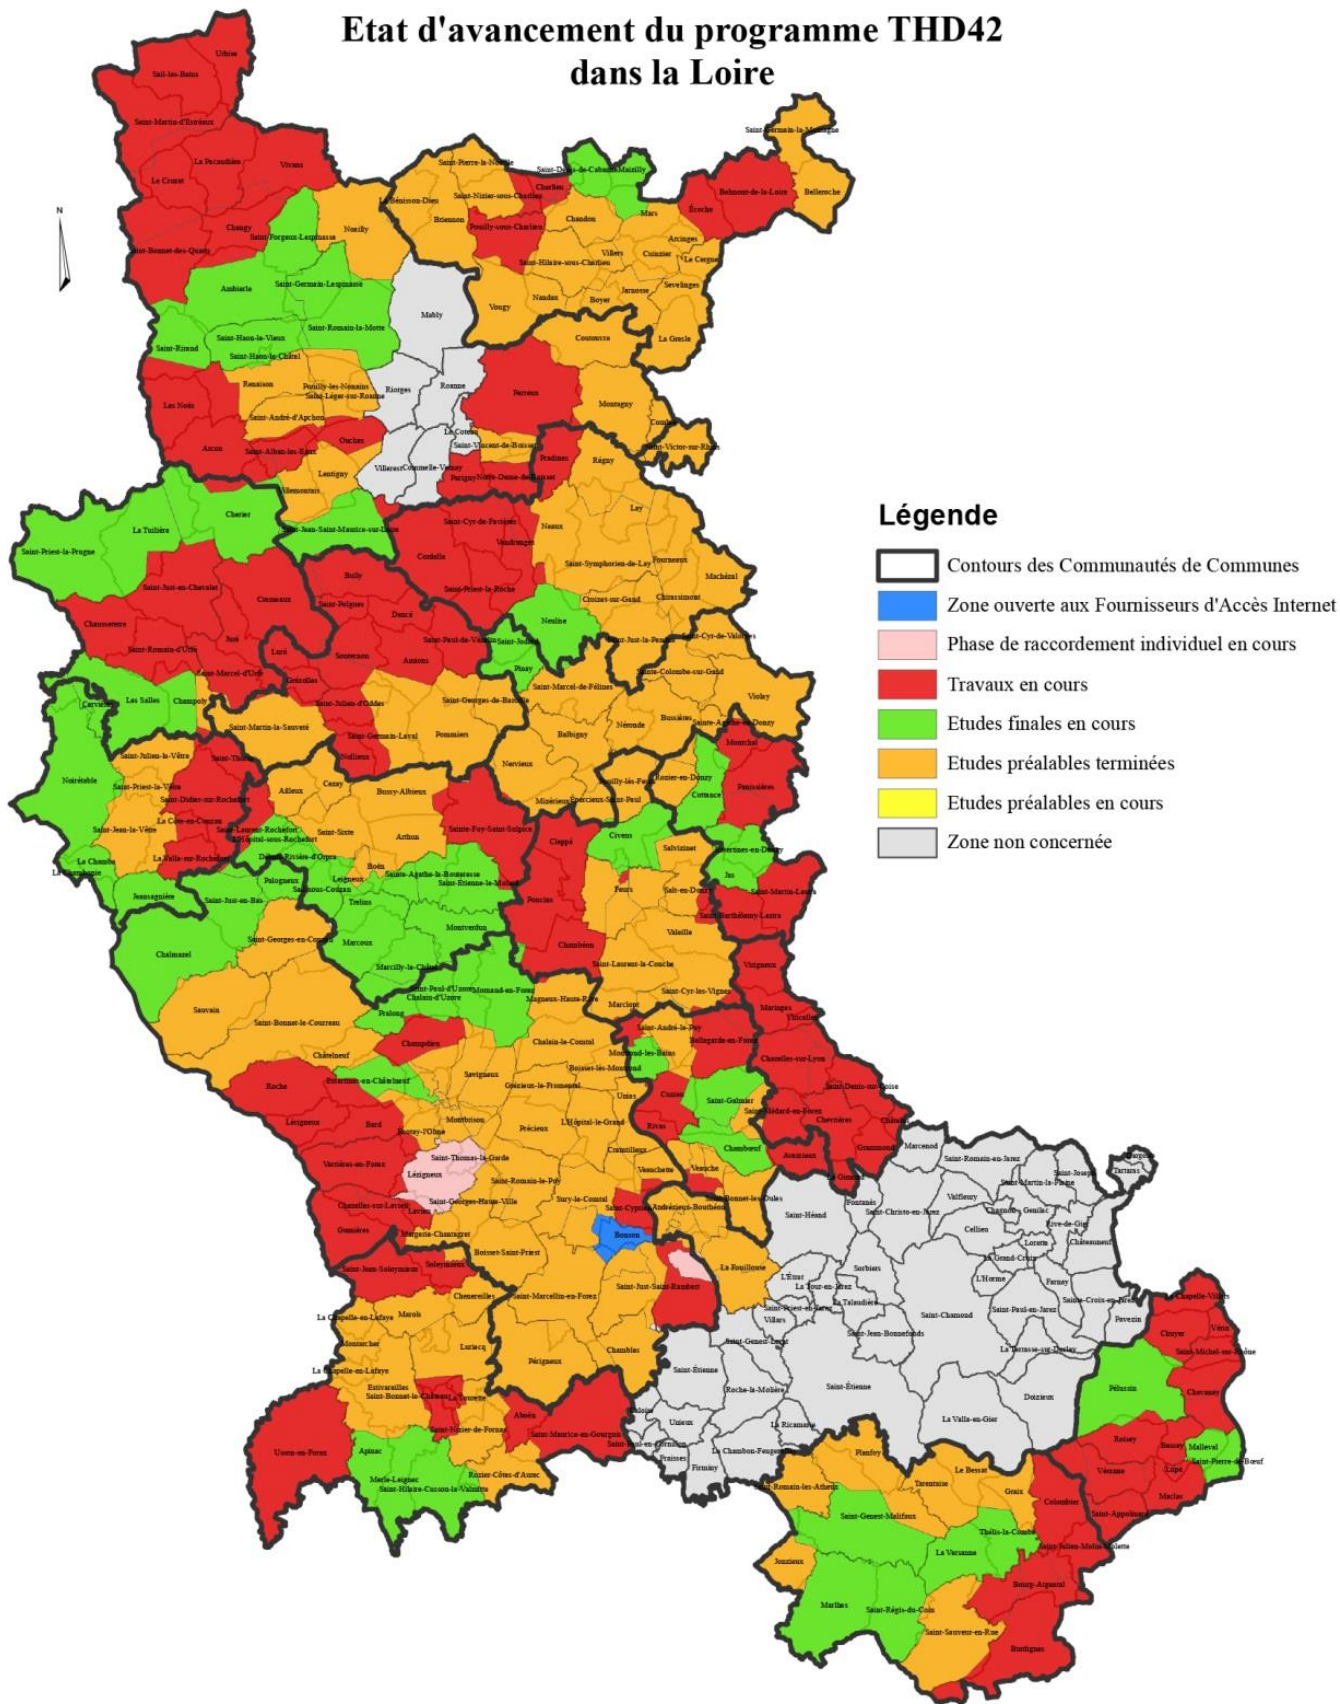 Etat d'avancement du programme THD42
dans la Loire
Urbise
Sail-les-Bains
Saint-Martin-d'Estréaux
La Pacaudière
Vivans
Le Crozet
Changy
Saint-Bonnet-des-Quarts
Saint-Forgeux-Lespinasse
Noailly
La Bénisson-Dieu
Briennon
Saint-Nizier-sous-Charlieu
Charlieu
Pouilly-sous-Charlieu
Chandon
Mars
Écoche
Belmont-de-la-Loire
Belleroche
Saint-Germain-la-Montagne
Arcinges
Villers
Cuinzier
Le Cergne
Saint-Hilaire-sous-Charlieu
Sevelinges
Jarnosse
Boyer
Nandax
Vougy
La Gresle
Coutouvre
N
Ambierle
Saint-Germain-Lespinasse
Mably
Saint-Romain-la-Motte
Saint-Haon-le-Vieux
Saint-Haon-le-Châtel
Saint-Rirand
Renaison
Pouilly-les-Nonains
Saint-Léger-sur-Roanne
Riorges
Roanne
Perreux
Les Noës
Saint-André-d'Apchon
Montagny
Combre
Saint-Victor-sur-Rhins
Le Coteau
Saint-Vincent-de-Boisset
Ouches
Arcon
Saint-Alban-les-Eaux
Lentigny
Villemontais
Villerest
Commelle-Vernay
Parigny
Notre-Dame-de-Boisset
Pradines
Régny
Lay
Neaux
Saint-Symphorien-de-Lay
Fourneaux
Machézal
Chirassimont
Croizet-sur-Gand
Cherier
La Tuilière
Saint-Priest-la-Prugne
Saint-Jean-Saint-Maurice-sur-Loire
Saint-Cyr-de-Favières
Vendranges
Cordelle
Saint-Priest-la-Roche
Neulise
Saint-Just-en-Chevalet
Cremeaux
Bully
Saint-Polgues
Dancé
Chausseterre
Juré
Saint-Romain-d'Urfé
Luré
Souternon
Amions
Saint-Jodard
Pinay
Saint-Just-la-Pendue
Saint-Cyr-de-Valorges
Sainte-Colombe-sur-Gand
Violay
Saint-Marcel-d'Urfé
Grézolles
Saint-Julien-d'Oddes
Saint-Georges-de-Baroille
Saint-Marcel-de-Félines
Les Salles
Champoly
Saint-Martin-la-Sauveté
Saint-Germain-Laval
Pommiers
Nollieux
Balbigny
Néronde
Bussières
Sainte-Agathe-en-Donzy
Montchal
Panissières
Nervieux
Mizérieux
Épercieux-Saint-Paul
Rozier-en-Donzy
Cottance
Noirétable
Saint-Julien-la-Vêtre
Saint-Priest-la-Vêtre
Saint-Didier-sur-Rochefort
Saint-Jean-la-Vêtre
La Côte-en-Couzan
La Valla-sur-Rochefort
Ailleux
Cezay
Bussy-Albieux
Saint-Sixte
Arthun
Sainte-Foy-Saint-Sulpice
Cleppé
Civens
Salvizinet
Jas
Essertines-en-Donzy
Saint-Martin-Lestra
Saint-Laurent-Rochefort
L'Hôpital-sous-Rochefort
Boën
Leigneux
Sainte-Agathe-la-Bouteresse
Saint-Étienne-le-Molard
Trelins
La Chamba
La Chambonie
Jeansagnière
Saint-Just-en-Bas
Palogneux
Sail-sous-Couzan
Marcoux
Montverdun
Marcilly-le-Châtel
Poncins
Feurs
Salt-en-Donzy
Saint-Barthélemy-Lestra
Valeille
Chambéon
Saint-Laurent-la-Conche
Virigneux
Saint-Cyr-les-Vignes
Marclopt
Maringes
Viricelles
Chalmazel
Saint-Georges-en-Couzan
Sauvain
Saint-Bonnet-le-Courreau
Châtelneuf
Saint-Paul-d'Uzore
Mornand-en-Forez
Chalain-d'Uzore
Pralong
Champdieu
Magneux-Haute-Rive
Chalain-le-Comtal
Saint-André-le-Puy
Bellegarde-en-Forez
Chazelles-sur-Lyon
Montrond-les-Bains
Boisset-lès-Montrond
Essertines-en-Châtelneuf
Savigneux
Grézieux-le-Fromental
Unias
Cuzieu
Saint-Galmier
Saint-Médard-en-Forez
Saint-Denis-sur-Coise
Chevrières
Châtelus
Grammond
Roche
Lérigneux
Bard
Montbrison
Précieux
L'Hôpital-le-Grand
Rivas
Craintilleux
Chambœuf
Aveizieux
La Gimond
Verrières-en-Forez
Saint-Thomas-la-Garde
Lézigneux
Saint-Romain-le-Puy
Veauchette
Veauche
Chazelles-sur-Lavieu
Lavieu
Saint-Georges-Haute-Ville
Sury-le-Comtal
Saint-Cyprien
Andrézieux-Bouthéon
Saint-Bonnet-les-Oules
Gumières
Margerie-Chantagret
Boisset-Saint-Priest
Bonson
La Fouillouse
Saint-Jean-Soleymieux
Soleymieux
Chenereilles
Saint-Marcellin-en-Forez
Saint-Just-Saint-Rambert
La Chapelle-en-Lafaye
Marols
Montarcher
Luriecq
La Chapelle-en-Lafaye
Périgneux
Chambles
Estivareilles
Saint-Bonnet-le-Château
La Tourette
Usson-en-Forez
Saint-Nizier-de-Fornas
Aboën
Saint-Maurice-en-Gourgois
Apinac
Merle-Leignec
Saint-Hilaire-Cusson-la-Valmitte
Rozier-Côtes-d'Aurec
Marcenod
Saint-Romain-en-Jarez
Saint-Joseph
Saint-Martin-la-Plaine
Dargoire
Tartaras
Saint-Héand
Fontanès
Saint-Christo-en-Jarez
Valfleury
Chagnon
Genilac
Rive-de-Gier
Cellieu
Lorette
Châteauneuf
La Grand-Croix
L'Étrat
Sorbiers
La Tour-en-Jarez
L'Horme
Farnay
Saint-Priest-en-Jarez
La Talaudière
Villars
Saint-Chamond
Saint-Paul-en-Jarez
Sainte-Croix-en-Jarez
Pavezin
Saint-Genest-Lerpt
Saint-Jean-Bonnefonds
La Terrasse-sur-Dorlay
Saint-Étienne
Roche-la-Molière
Saint-Étienne
Doizieux
Unieux
La Ricamarie
La Valla-en-Gier
Fraisses
Firminy
Le Chambon-Feugerolles
La Chapelle-Villars
Chuyer
Vérin
Saint-Michel-sur-Rhône
Pélussin
Chavanay
Roisey
Bessey
Malleval
Saint-Pierre-de-Bœuf
Véranne
Lupé
Maclas
Saint-Appolinard
Planfoy
Le Bessat
Tarentaise
Graix
Colombier
Saint-Romain-les-Atheux
Saint-Genest-Malifaux
Thélis-la-Combe
La Versanne
Saint-Julien-Molin-Molette
Jonzieux
Bourg-Argental
Marlhes
Saint-Régis-du-Coin
Saint-Sauveur-en-Rue
Burdignes
Légende
Contours des Communautés de Communes
Zone ouverte aux Fournisseurs d'Accès Internet
Phase de raccordement individuel en cours
Travaux en cours
Etudes finales en cours
Etudes préalables terminées
Etudes préalables en cours
Zone non concernée